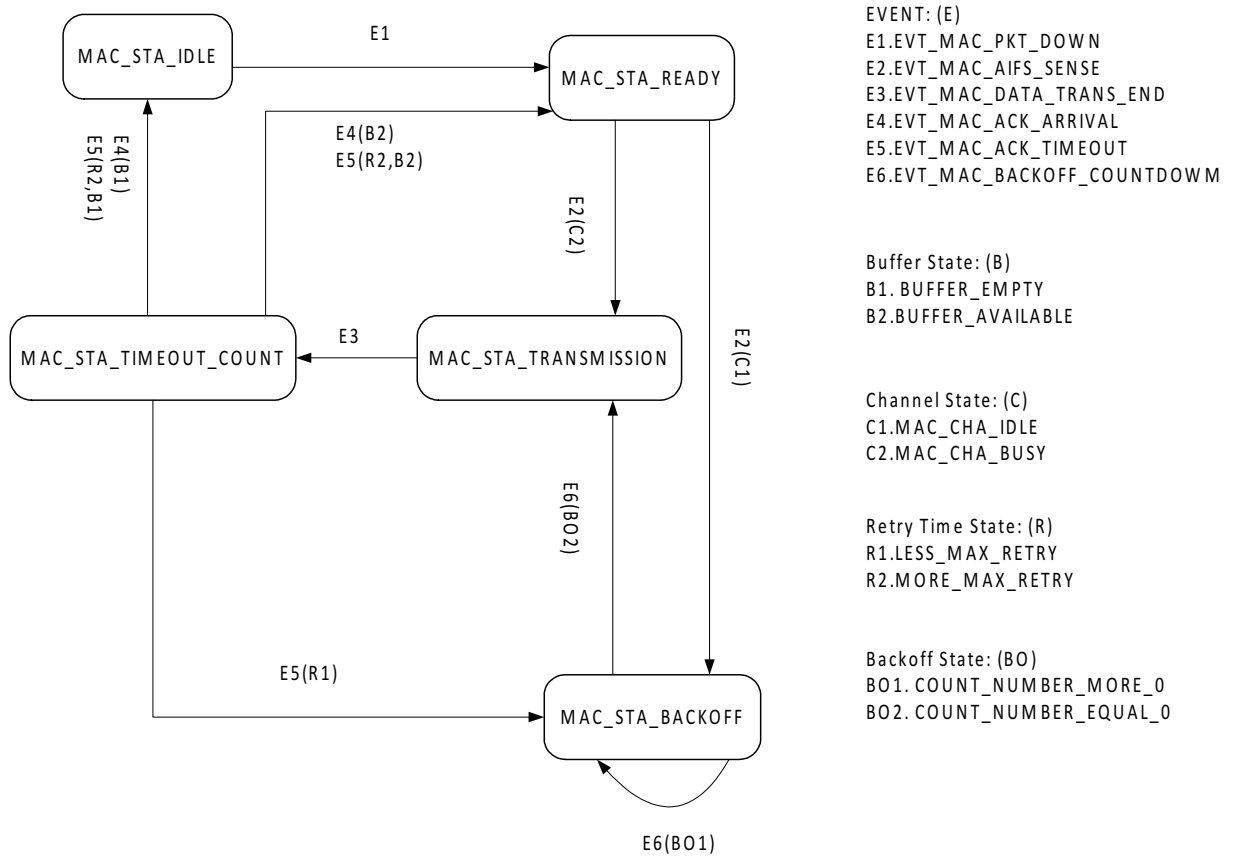 MAC_STA_IDLE
E1
MAC_STA_READY
E4(B1)
E5(R2,B1)
E4(B2)
E5(R2,B2)
E2(C2)
E2(C1)
MAC_STA_TIMEOUT_COUNT
E3
MAC_STA_TRANSMISSION
E6(BO2)
E5(R1)
MAC_STA_BACKOFF
E6(BO1)
EVENT: (E)
E1.EVT_MAC_PKT_DOWN
E2.EVT_MAC_AIFS_SENSE
E3.EVT_MAC_DATA_TRANS_END
E4.EVT_MAC_ACK_ARRIVAL
E5.EVT_MAC_ACK_TIMEOUT
E6.EVT_MAC_BACKOFF_COUNTDOWM
Buffer State: (B)
B1. BUFFER_EMPTY
B2.BUFFER_AVAILABLE
Channel State: (C)
C1.MAC_CHA_IDLE
C2.MAC_CHA_BUSY
Retry Time State: (R)
R1.LESS_MAX_RETRY
R2.MORE_MAX_RETRY
Backoff State: (BO)
BO1. COUNT_NUMBER_MORE_0
BO2. COUNT_NUMBER_EQUAL_0